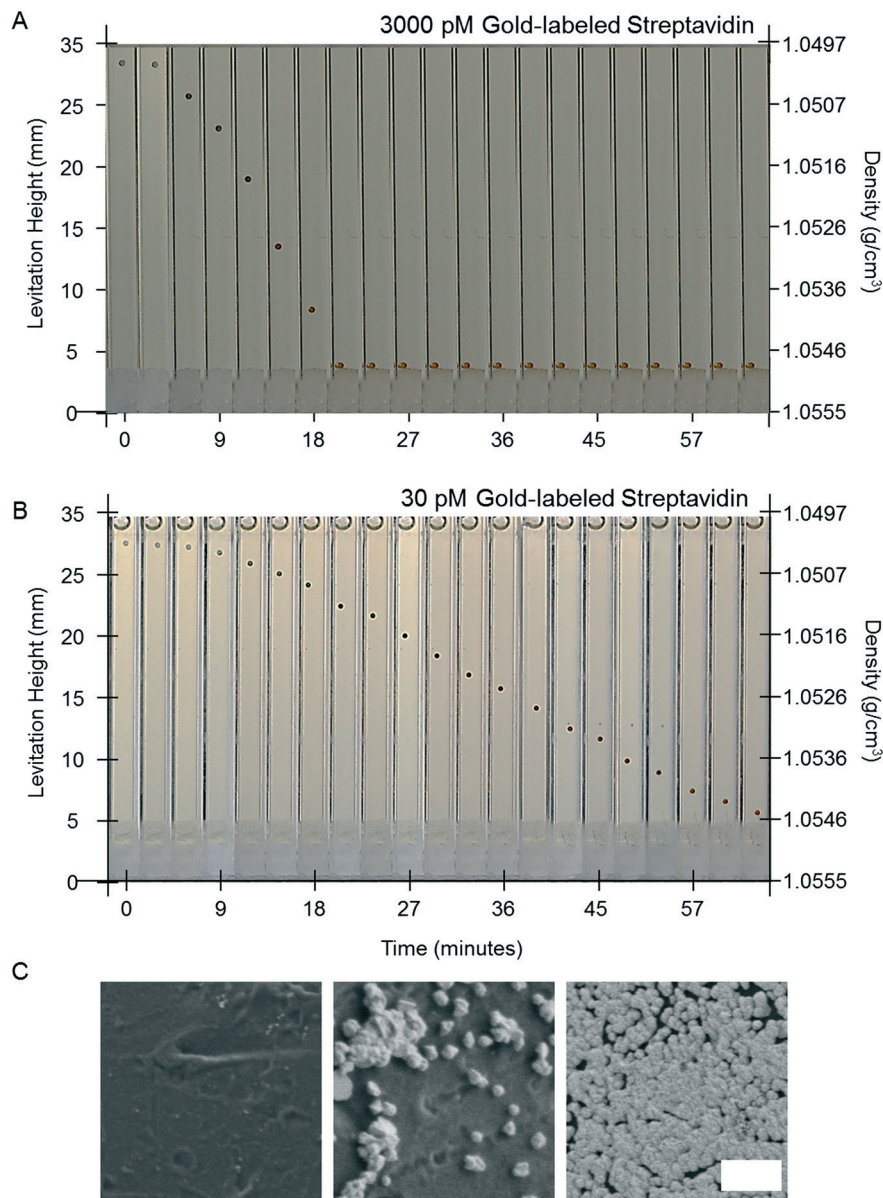 A
3000 pM Gold-labeled Streptavidin
35
30
25
20
15
10
5
0
Levitation Height (mm)
1.0497
1.0507
1.0516
1.0526
1.0536
1.0546
1.0555
Density (g/cm³)
0 9 18 27 36 45 57
B
30 pM Gold-labeled Streptavidin
35
30
25
20
15
10
5
0
Levitation Height (mm)
1.0497
1.0507
1.0516
1.0526
1.0536
1.0546
1.0555
Density (g/cm³)
0 9 18 27 36 45 57
Time (minutes)
C